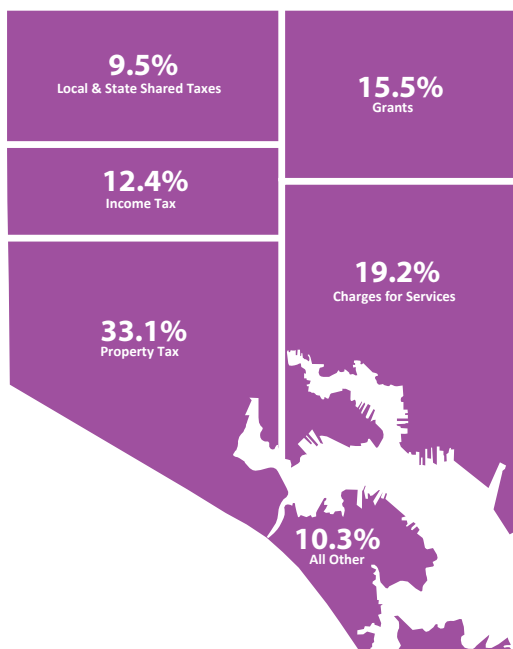 9.5%
Local & State Shared Taxes
15.5%
Grants
12.4%
Income Tax
19.2%
Charges for Services
33.1%
Property Tax
10.3%
All Other